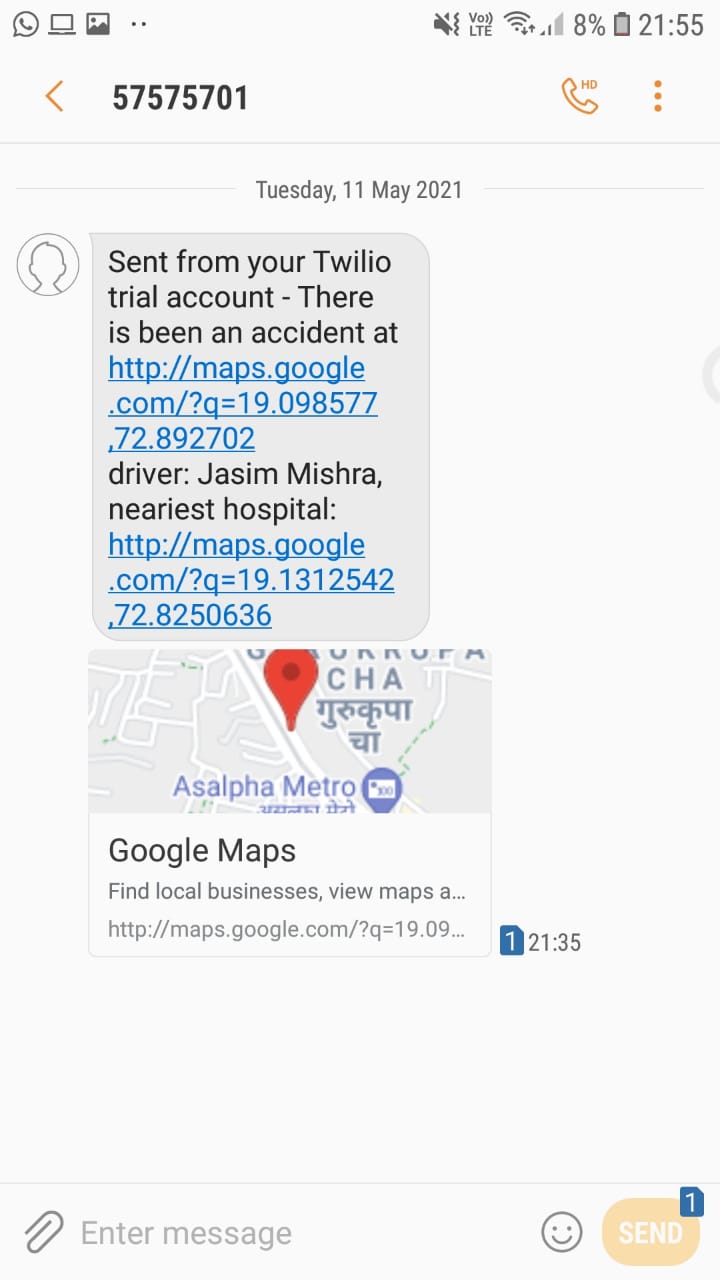 Vo))
LTE
8%
21:55
57575701
HD
Tuesday, 11 May 2021
Sent from your Twilio
trial account - There
is been an accident at
http://maps.google
.com/?q=19.098577
,72.892702
driver: Jasim Mishra,
neariest hospital:
http://maps.google
.com/?q=19.1312542
,72.8250636
CHA
गुरुकृपा
चा
Asalpha Metro
Google Maps
Find local businesses, view maps a...
http://maps.google.com/?q=19.09...
1 21:35
Enter message
1
SEND